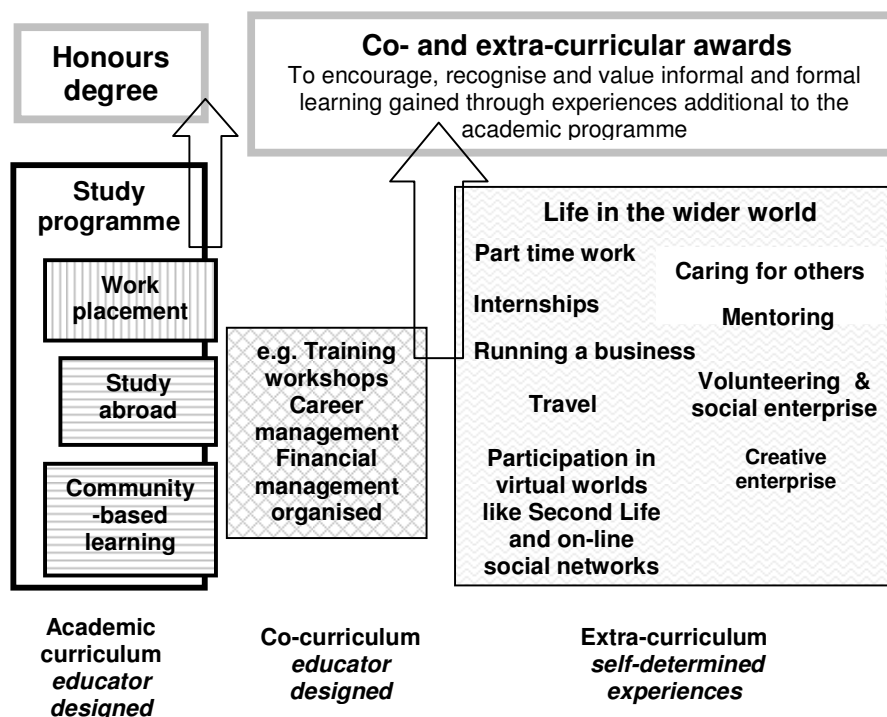 Honours
degree
Co- and extra-curricular awards
To encourage, recognise and value informal and formal
learning gained through experiences additional to the
academic programme
Study
programme
Work
placement
Study
abroad
Community
-based
learning
e.g. Training
workshops
Career
management
Financial
management
organised
Life in the wider world
Part time work
Caring for others
Internships
Mentoring
Running a business
Volunteering &
social enterprise
Travel
Participation in
virtual worlds
like Second Life
and on-line
social networks
Creative
enterprise
Academic
curriculum
educator
designed
Co-curriculum
educator
designed
Extra-curriculum
self-determined
experiences